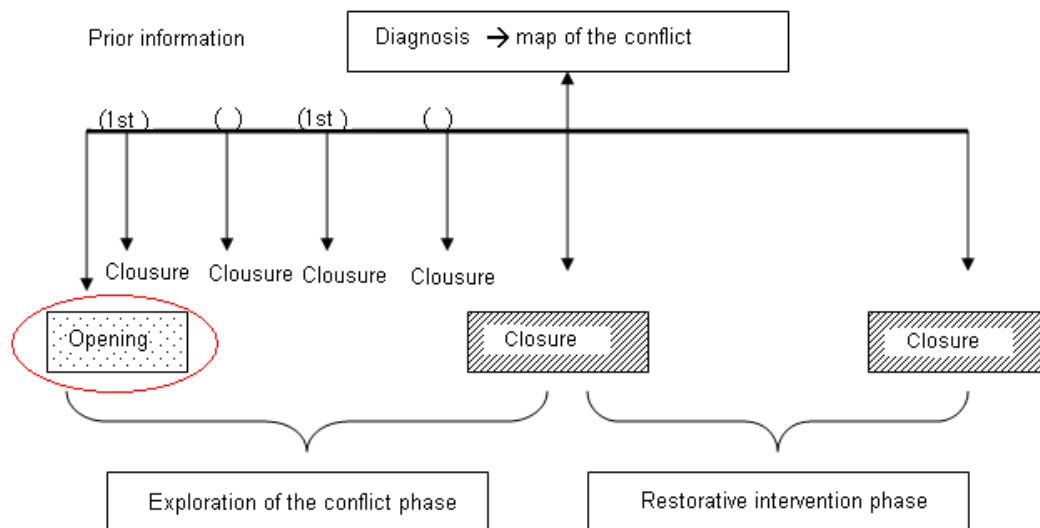 Prior information
Diagnosis → map of the conflict
(1st ) ( ) (1st ) ( )
Clousure Clousure Clousure Clousure
Opening Closure Closure
Exploration of the conflict phase Restorative intervention phase